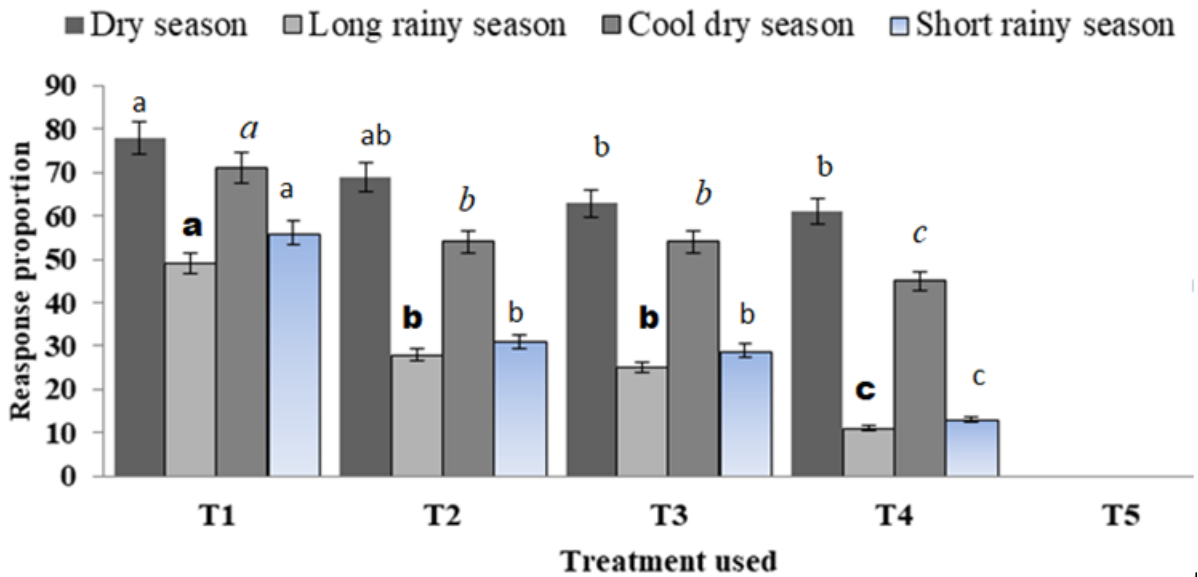 Dry season Long rainy season Cool dry season Short rainy season
Reasponse proportion
90
80
70
60
50
40
30
20
10
0
a a a a
ab b b b
b b b b
b c c c
T1 T2 T3 T4 T5
Treatment used